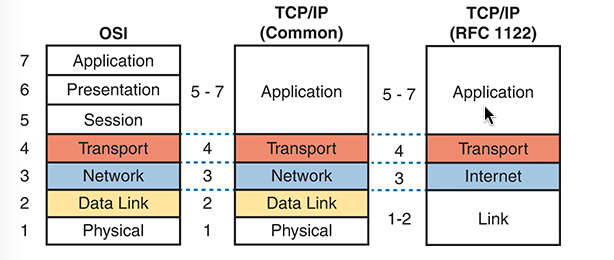 OSI
TCP/IP
(Common)
TCP/IP
(RFC 1122)
7 Application
6 Presentation
5 Session
4 Transport
3 Network
2 Data Link
1 Physical
5 - 7 Application
4 Transport
3 Network
2 Data Link
1 Physical
5 - 7 Application
4 Transport
3 Internet
1-2 Link